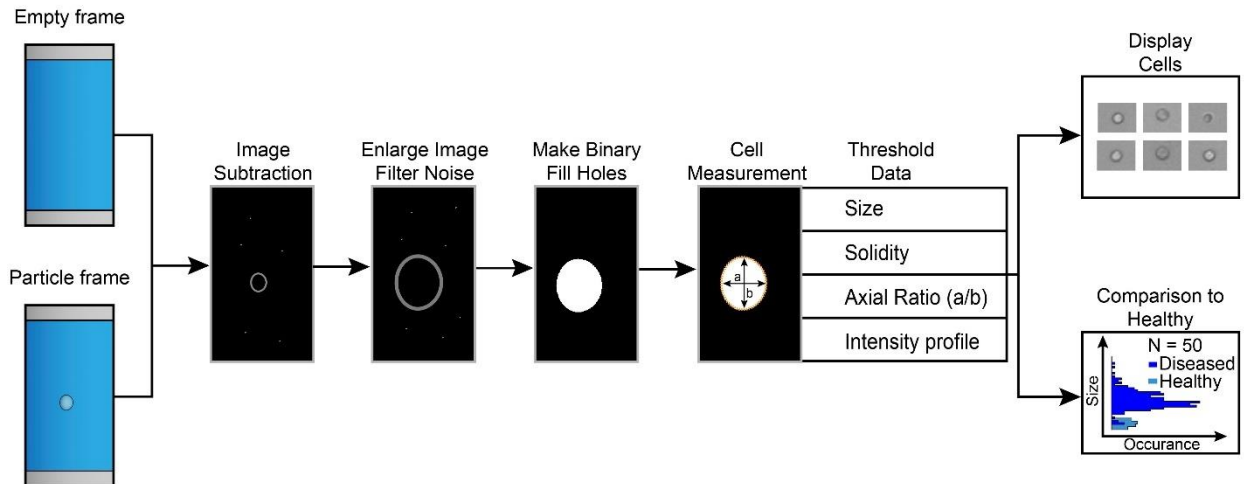 Empty frame
Particle frame
Image
Subtraction
Enlarge Image
Filter Noise
Make Binary
Fill Holes
Cell
Measurement
a
b
Threshold
Data
Size
Solidity
Axial Ratio (a/b)
Intensity profile
Display
Cells
Comparison to
Healthy
N = 50
Diseased
Healthy
Size
Occurance